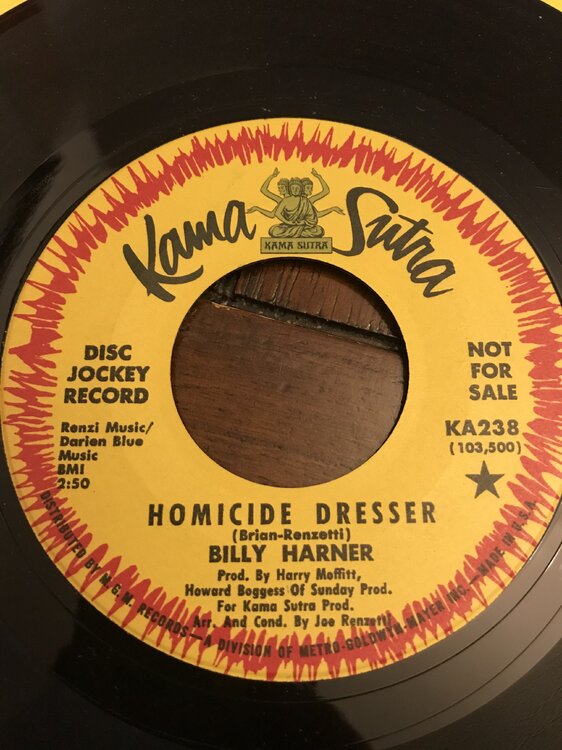 Kama Sutra
KAMA SUTRA
DISC
JOCKEY
RECORD
NOT
FOR
SALE
Renzi Music/
Darien Blue
Music
BMI
2:50
KA238
(103,500)
HOMICIDE DRESSER
(Brian-Renzetti)
BILLY HARNER
Prod. By Harry Moffitt,
Howard Boggess Of Sunday Prod.
For Kama Sutra Prod.
Arr. And Cond. By Joe Renzetti
DISTRIBUTED BY M.G.M. RECORDS—A DIVISION OF METRO-GOLDWYN-MAYER INC.—MADE IN U.S.A.